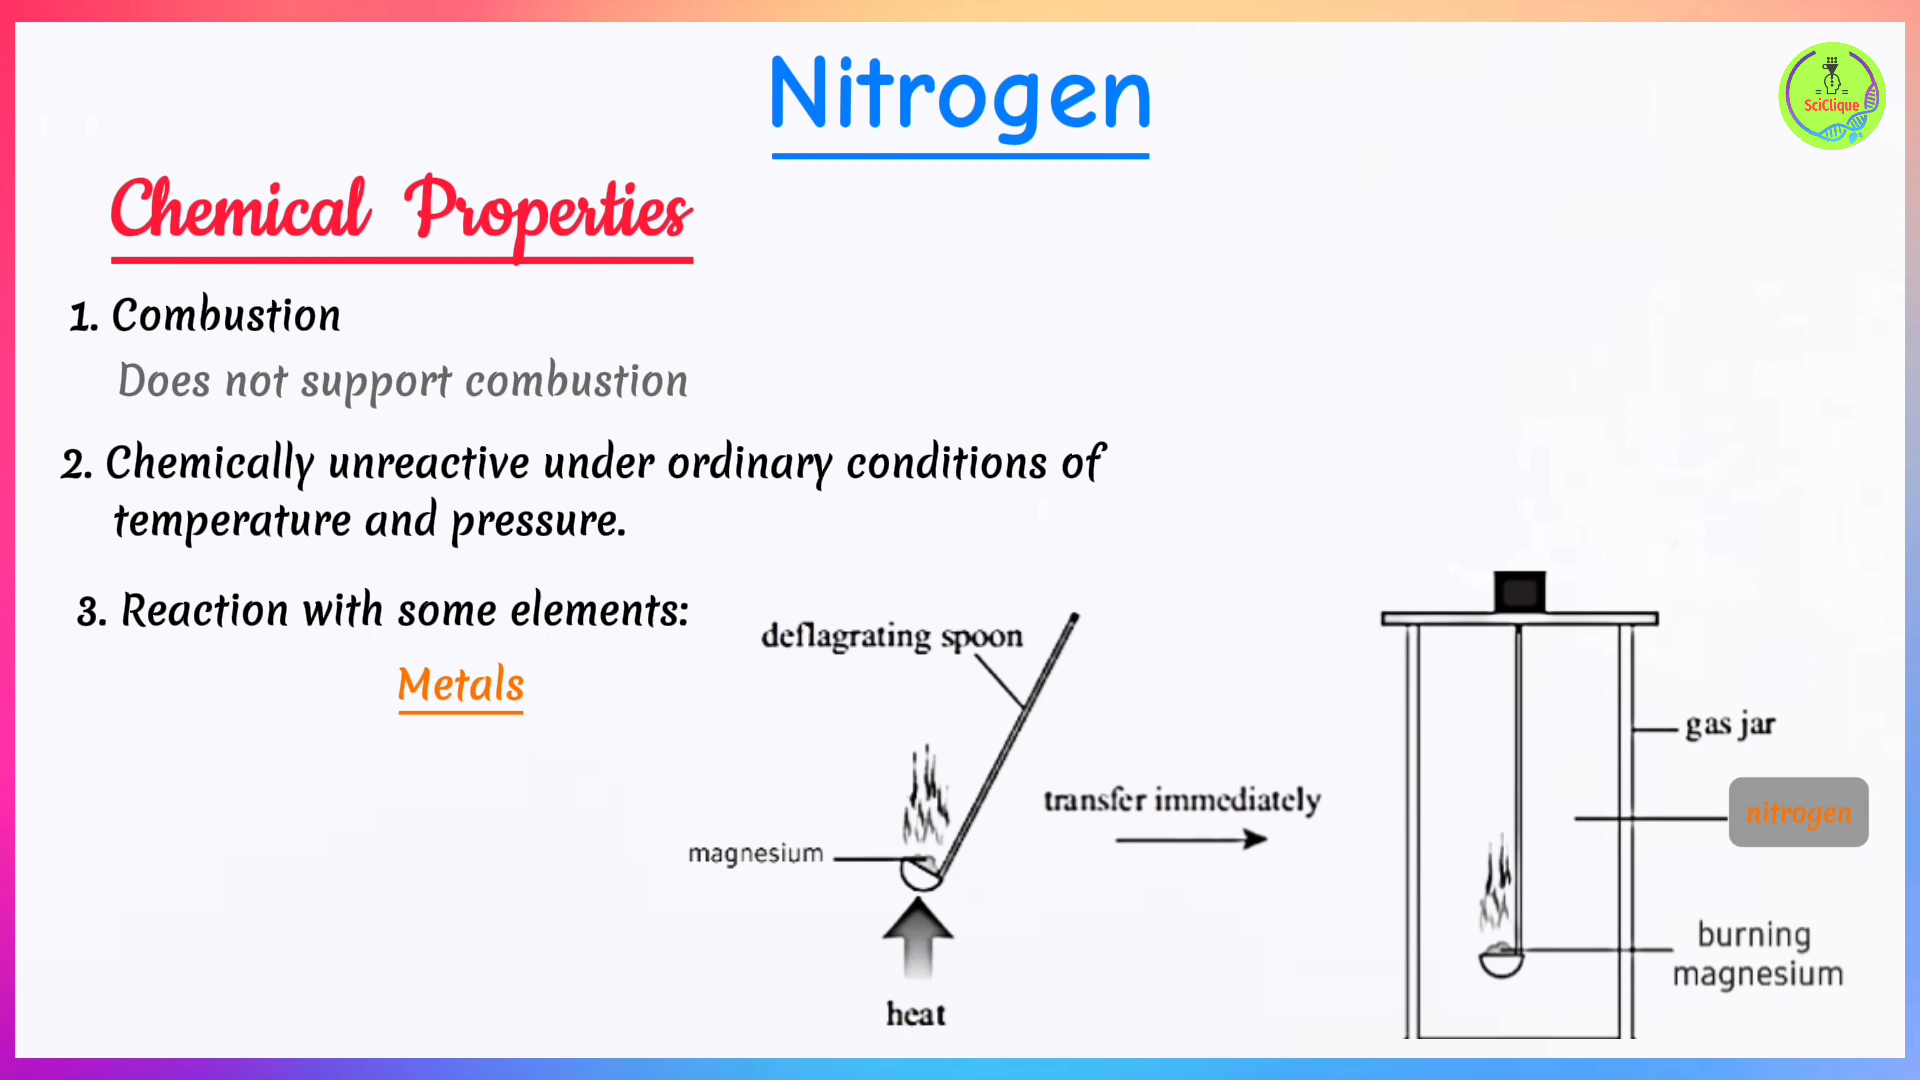 Nitrogen
SciClique
Chemical Properties
1. Combustion
Does not support combustion
2. Chemically unreactive under ordinary conditions of
temperature and pressure.
3. Reaction with some elements:
Metals
deflagrating spoon
magnesium
heat
transfer immediately
gas jar
nitrogen
burning
magnesium